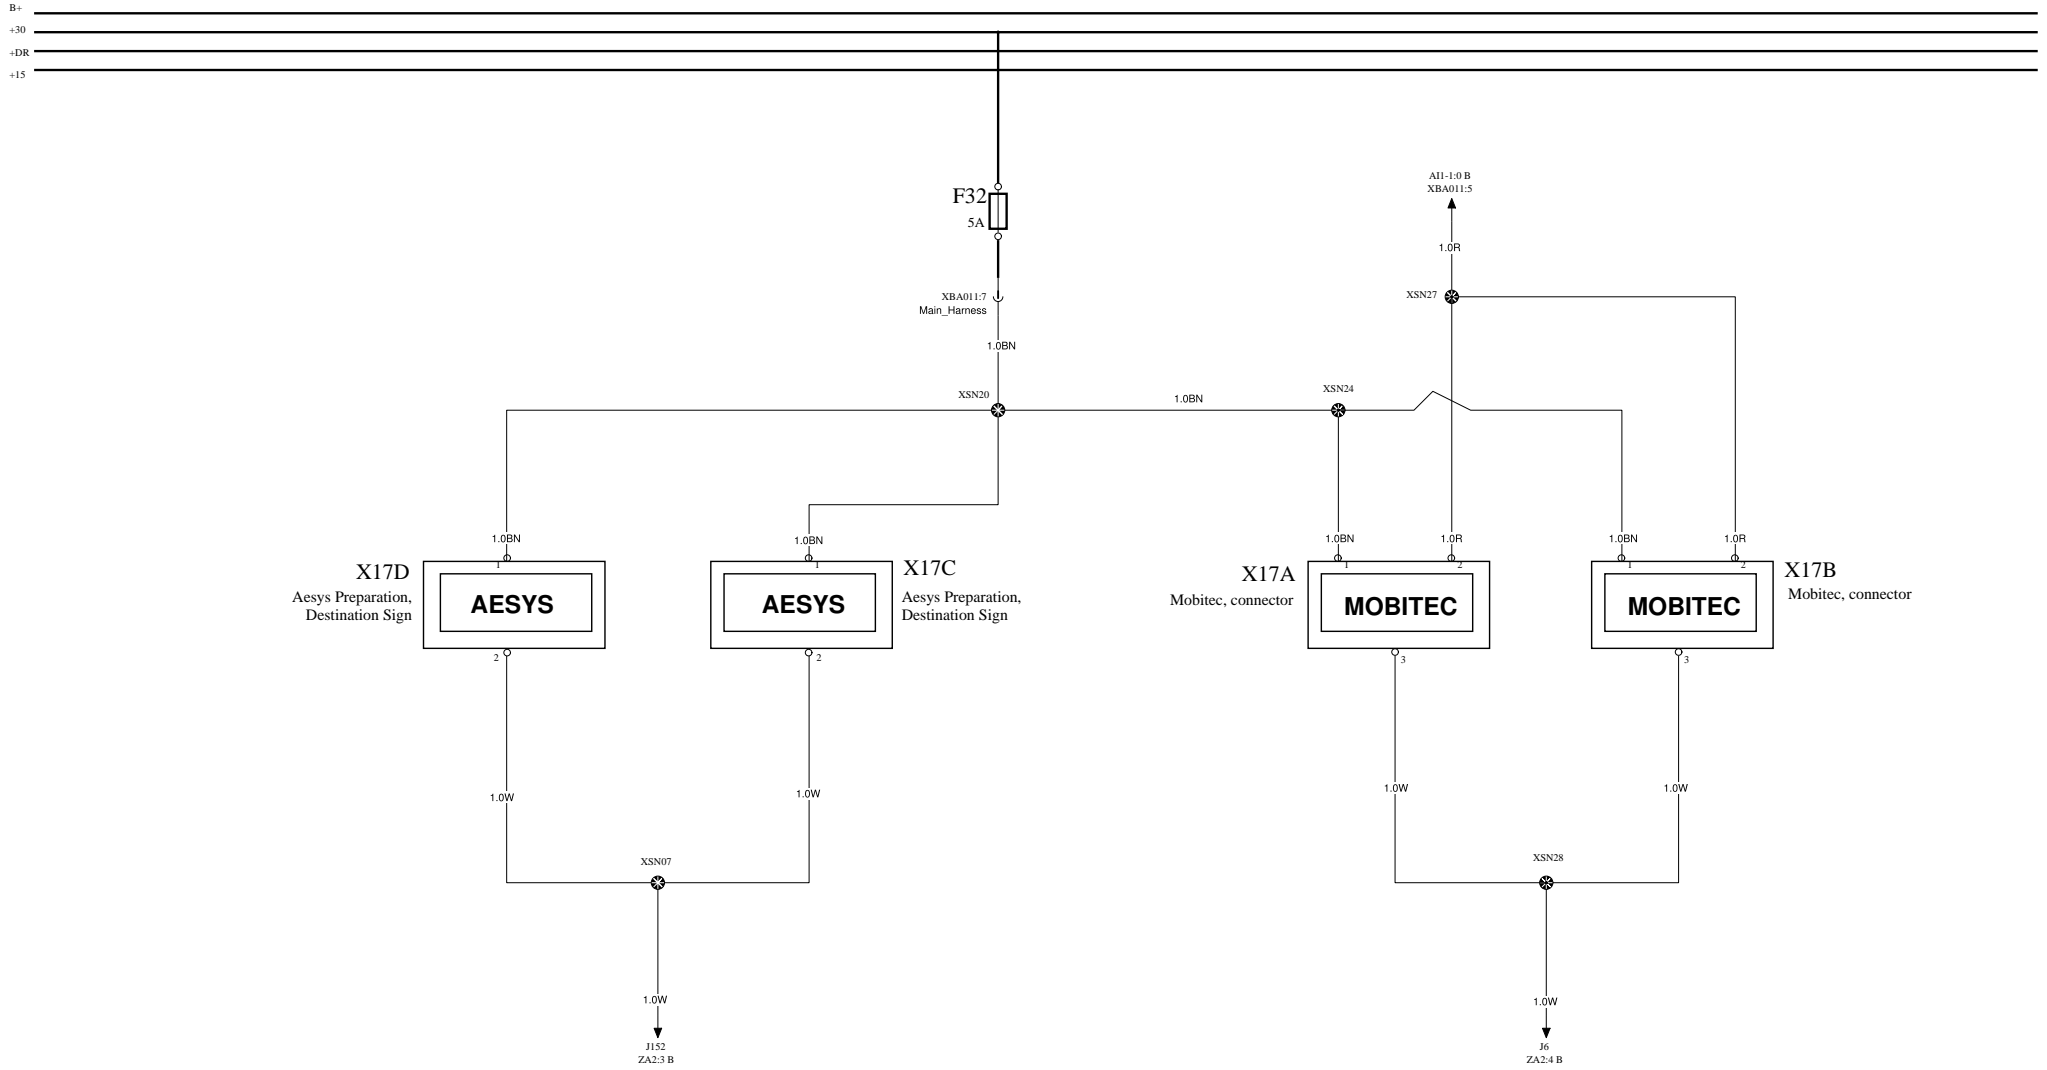 B+
+30
+DR
+15
AI1-1:0 B
XBA011:5
F32
5A
1.0R
XSN27
XBA011:7
Main_Harness
1.0BN
XSN20
1.0BN
XSN24
1.0BN
1.0BN
1.0BN
1.0R
1.0BN
1.0R
1
1
1
2
1
2
X17D
Aesys Preparation,
Destination Sign
AESYS
AESYS
X17C
Aesys Preparation,
Destination Sign
X17A
Mobitec, connector
MOBITEC
MOBITEC
X17B
Mobitec, connector
2
2
3
3
1.0W
1.0W
1.0W
1.0W
XSN07
XSN28
1.0W
1.0W
J152
ZA2:3 B
J6
ZA2:4 B